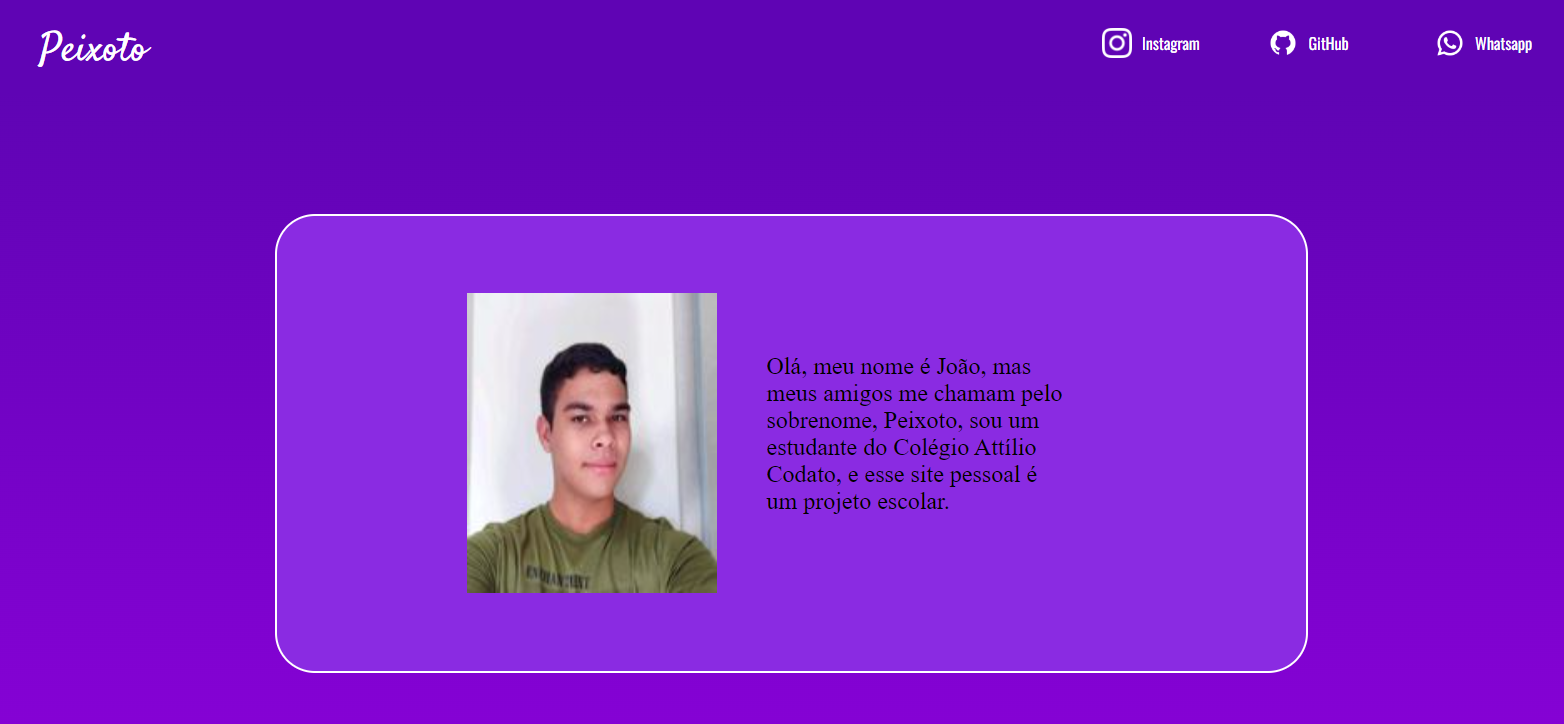 Peixoto
Instagram
GitHub
Whatsapp
Olá, meu nome é João, mas
meus amigos me chamam pelo
sobrenome, Peixoto, sou um
estudante do Colégio Attílio
Codato, e esse site pessoal é
um projeto escolar.